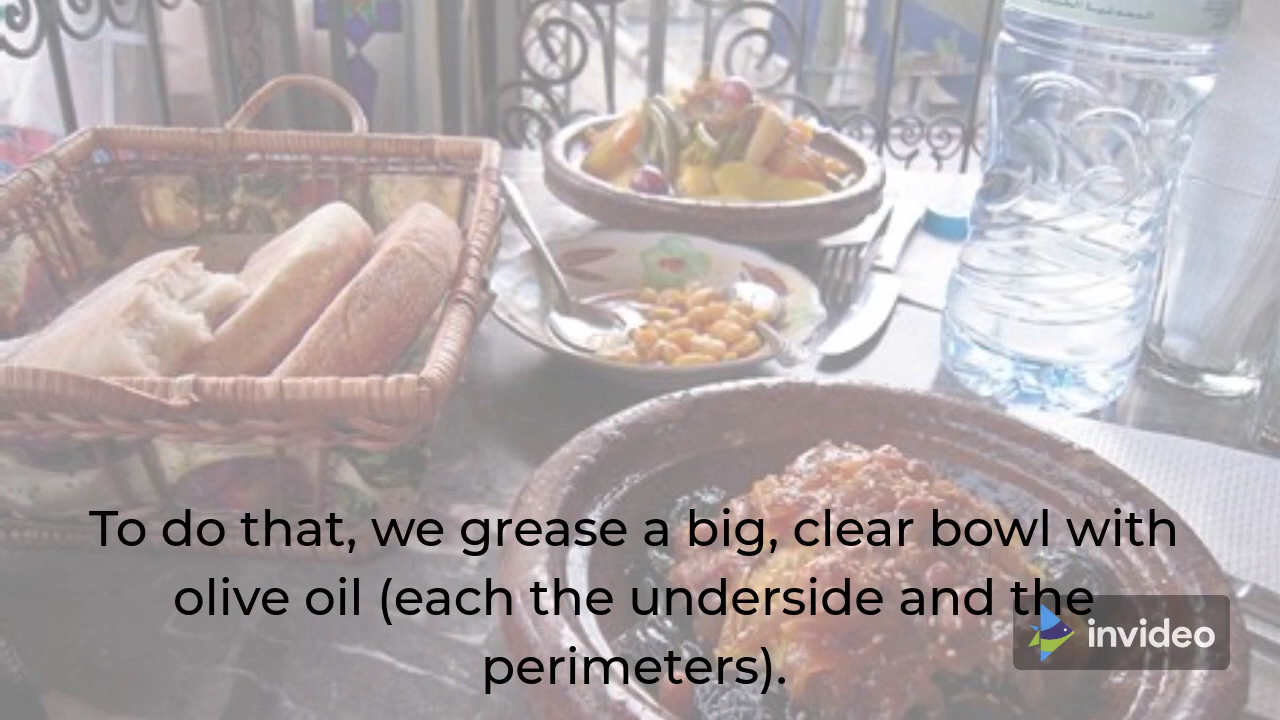 To do that, we grease a big, clear bowl with
olive oil (each the underside and the
perimeters).
invideo